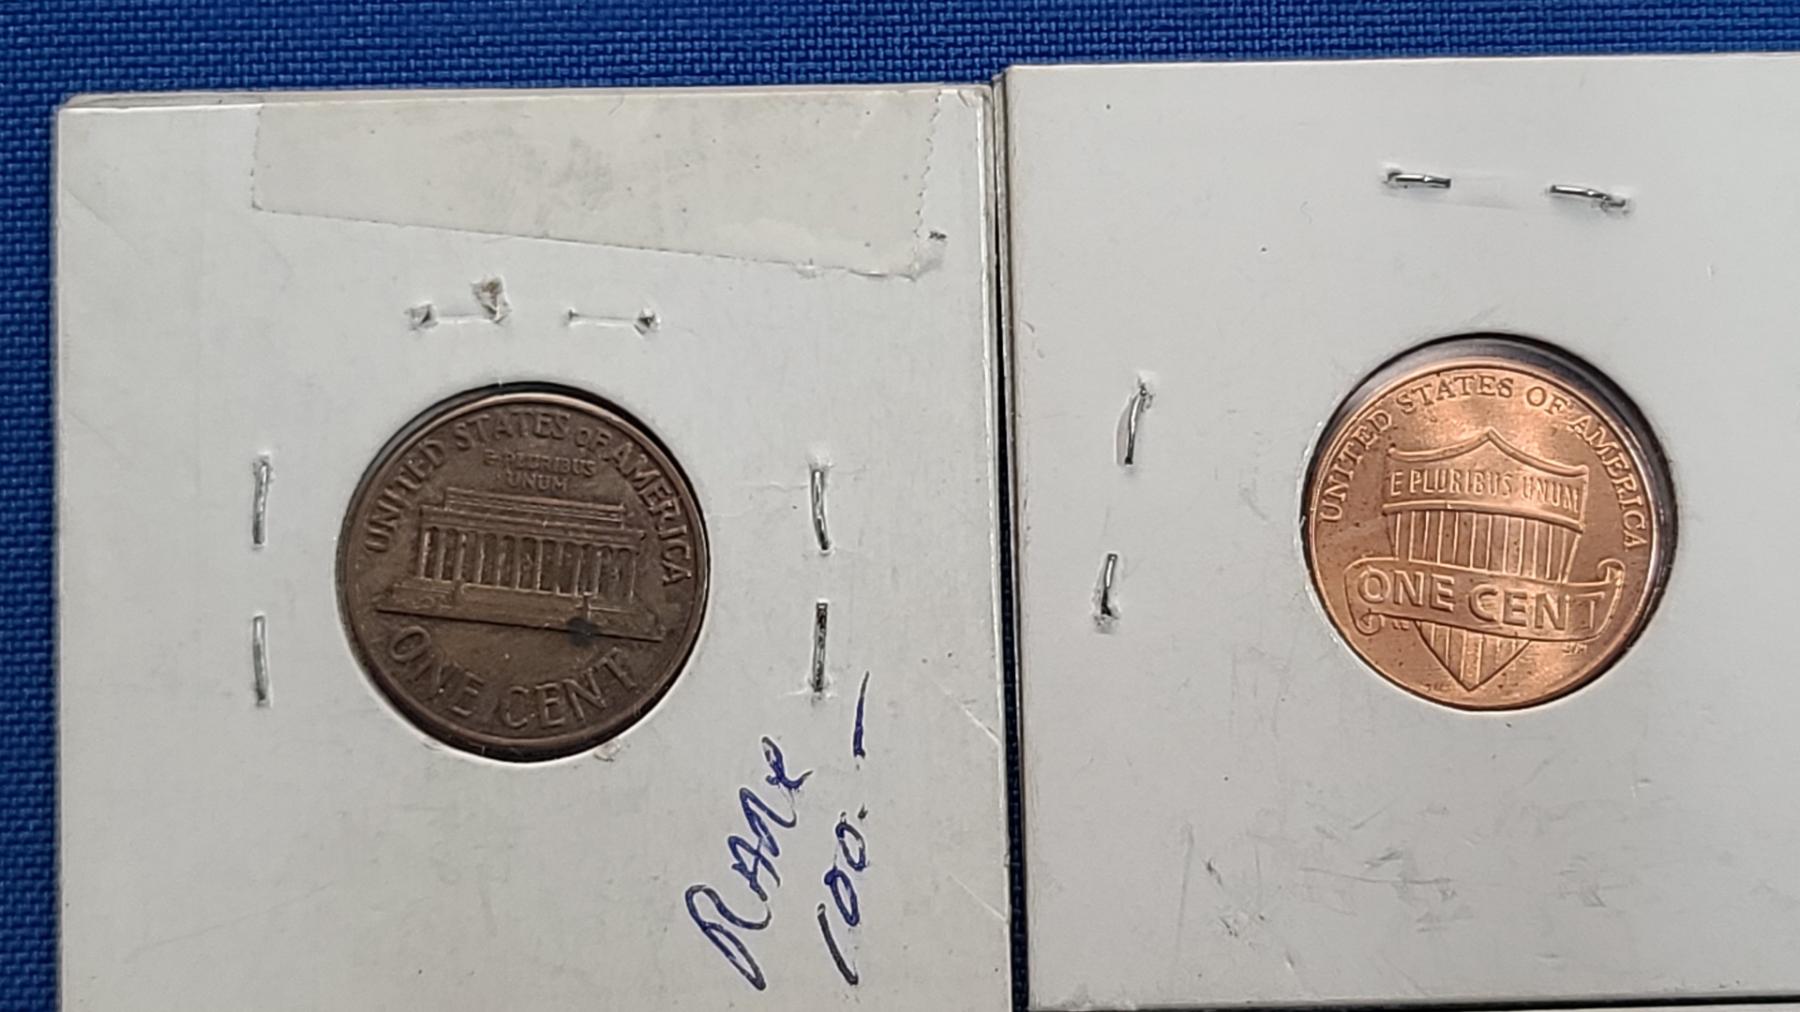 UNITED STATES OF AMERICA
E PLURIBUS
UNUM
ONE CENT
RARE
100.-
UNITED STATES OF AMERICA
E PLURIBUS UNUM
ONE CENT